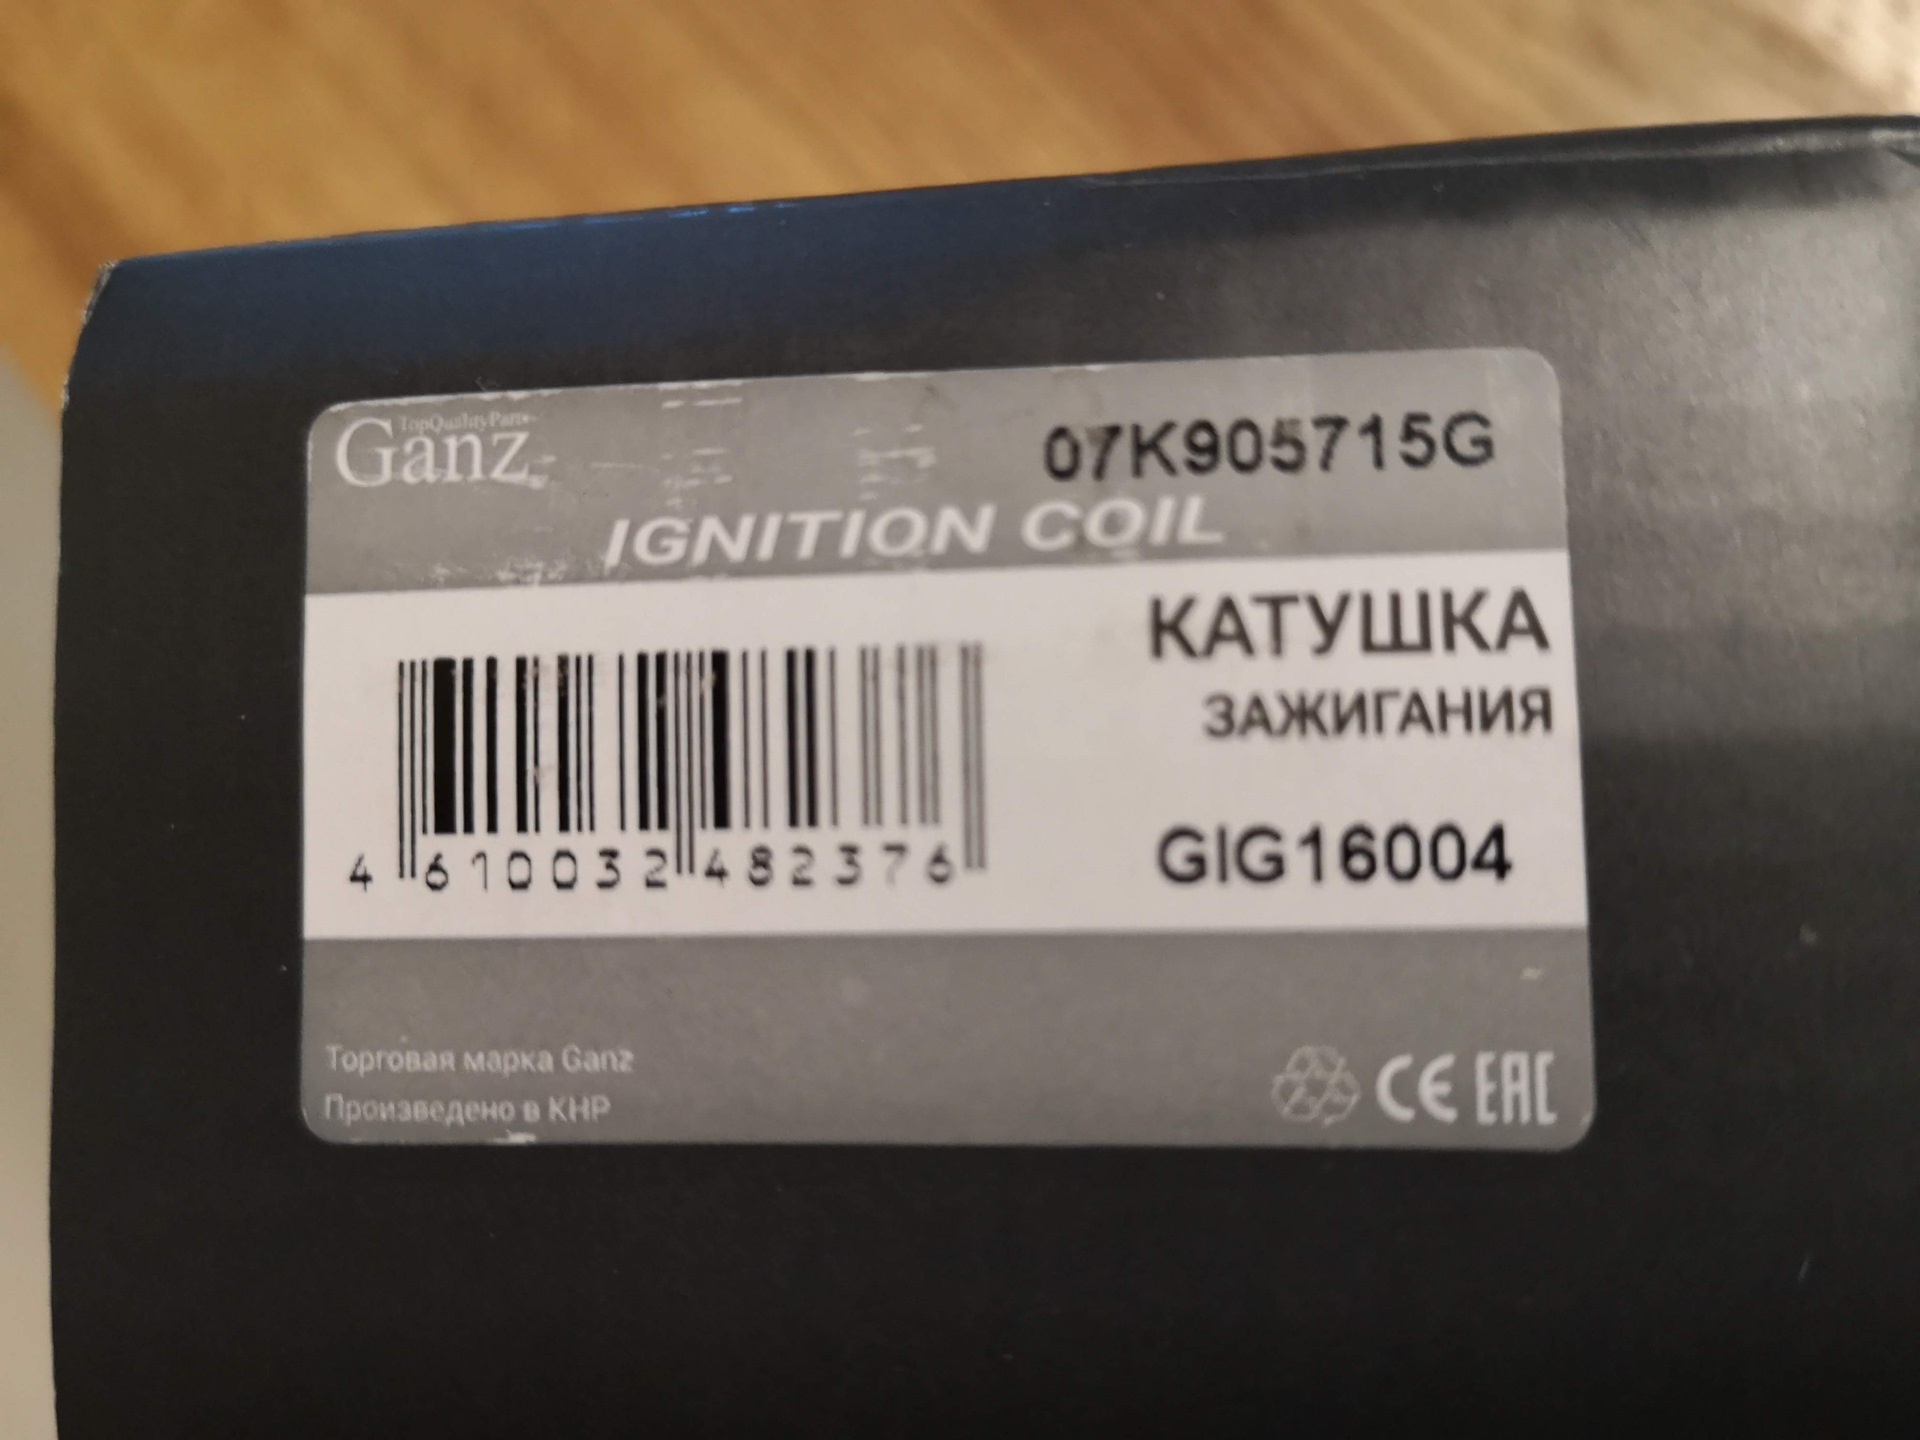 TopQualityParts
Ganz
07K905715G
IGNITION COIL
КАТУШКА
ЗАЖИГАНИЯ
4 610032 482376
GIG16004
Торговая марка Ganz
Произведено в КНР
CE EAC